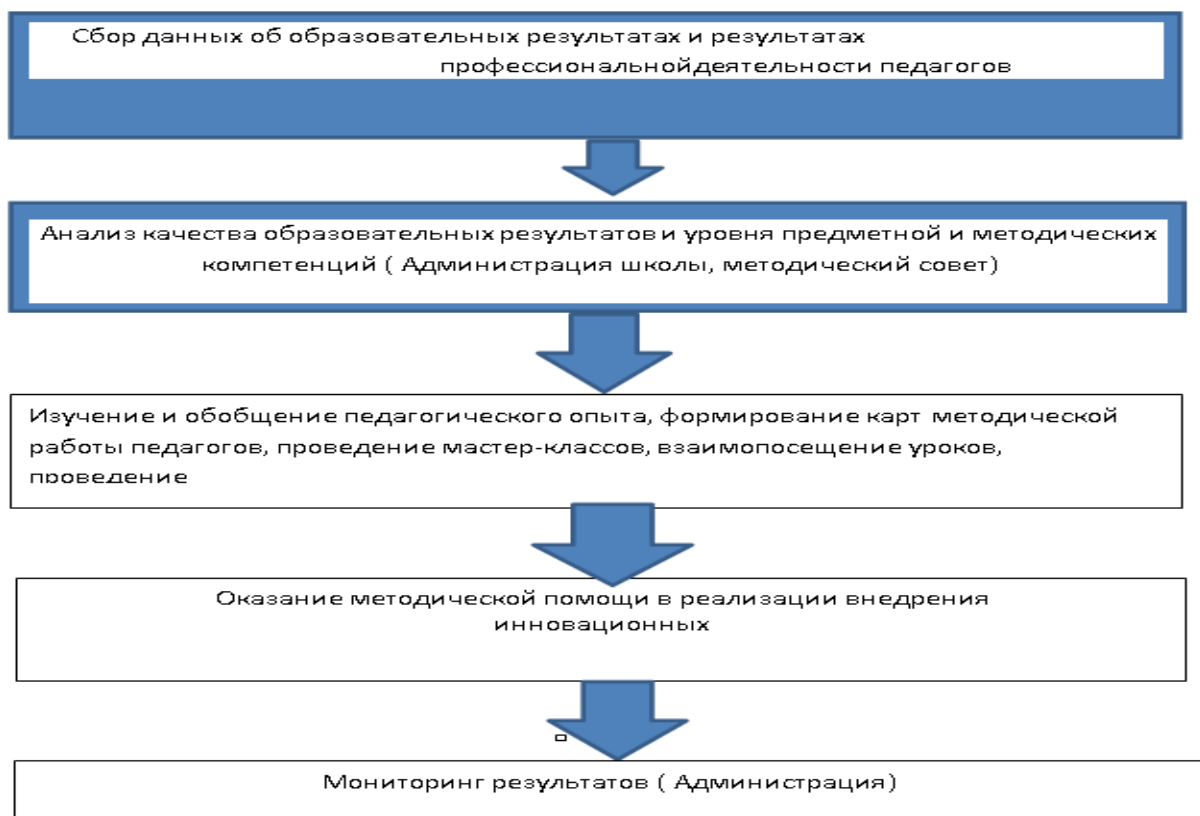 Сбор данных об образовательных результатах и результатах
профессиональнойдеятельности педагогов
Анализ качества образовательных результатов и уровня предметной и методических
компетенций ( Администрация школы, методический совет)
Изучение и обобщение педагогического опыта, формирование карт методической
работы педагогов, проведение мастер-классов, взаимопосещение уроков,
проведение
Оказание методической помощи в реализации внедрения
инновационных
Мониторинг результатов ( Администрация)